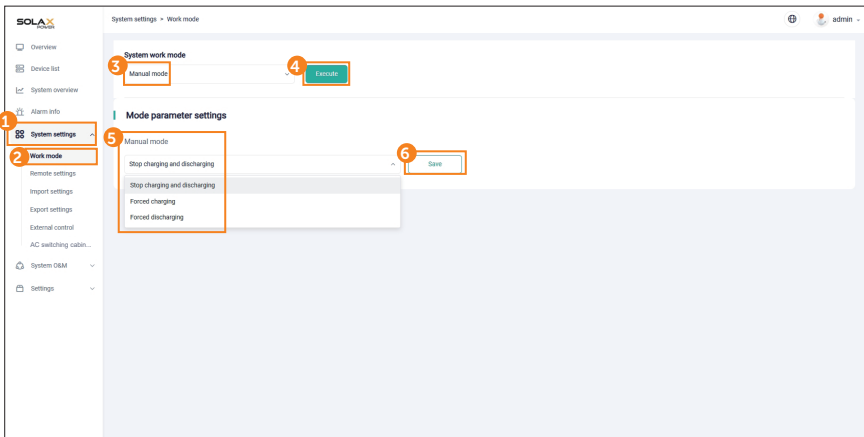 SOLAX
POWER
System settings > Work mode
admin
Overview
Device list
System overview
Alarm info
1
System settings
2
Work mode
Remote settings
Import settings
Export settings
External control
AC switching cabin...
System O&M
Settings
System work mode
3
Manual mode
4
Execute
Mode parameter settings
5
Manual mode
Stop charging and discharging
6
Save
Stop charging and discharging
Forced charging
Forced discharging